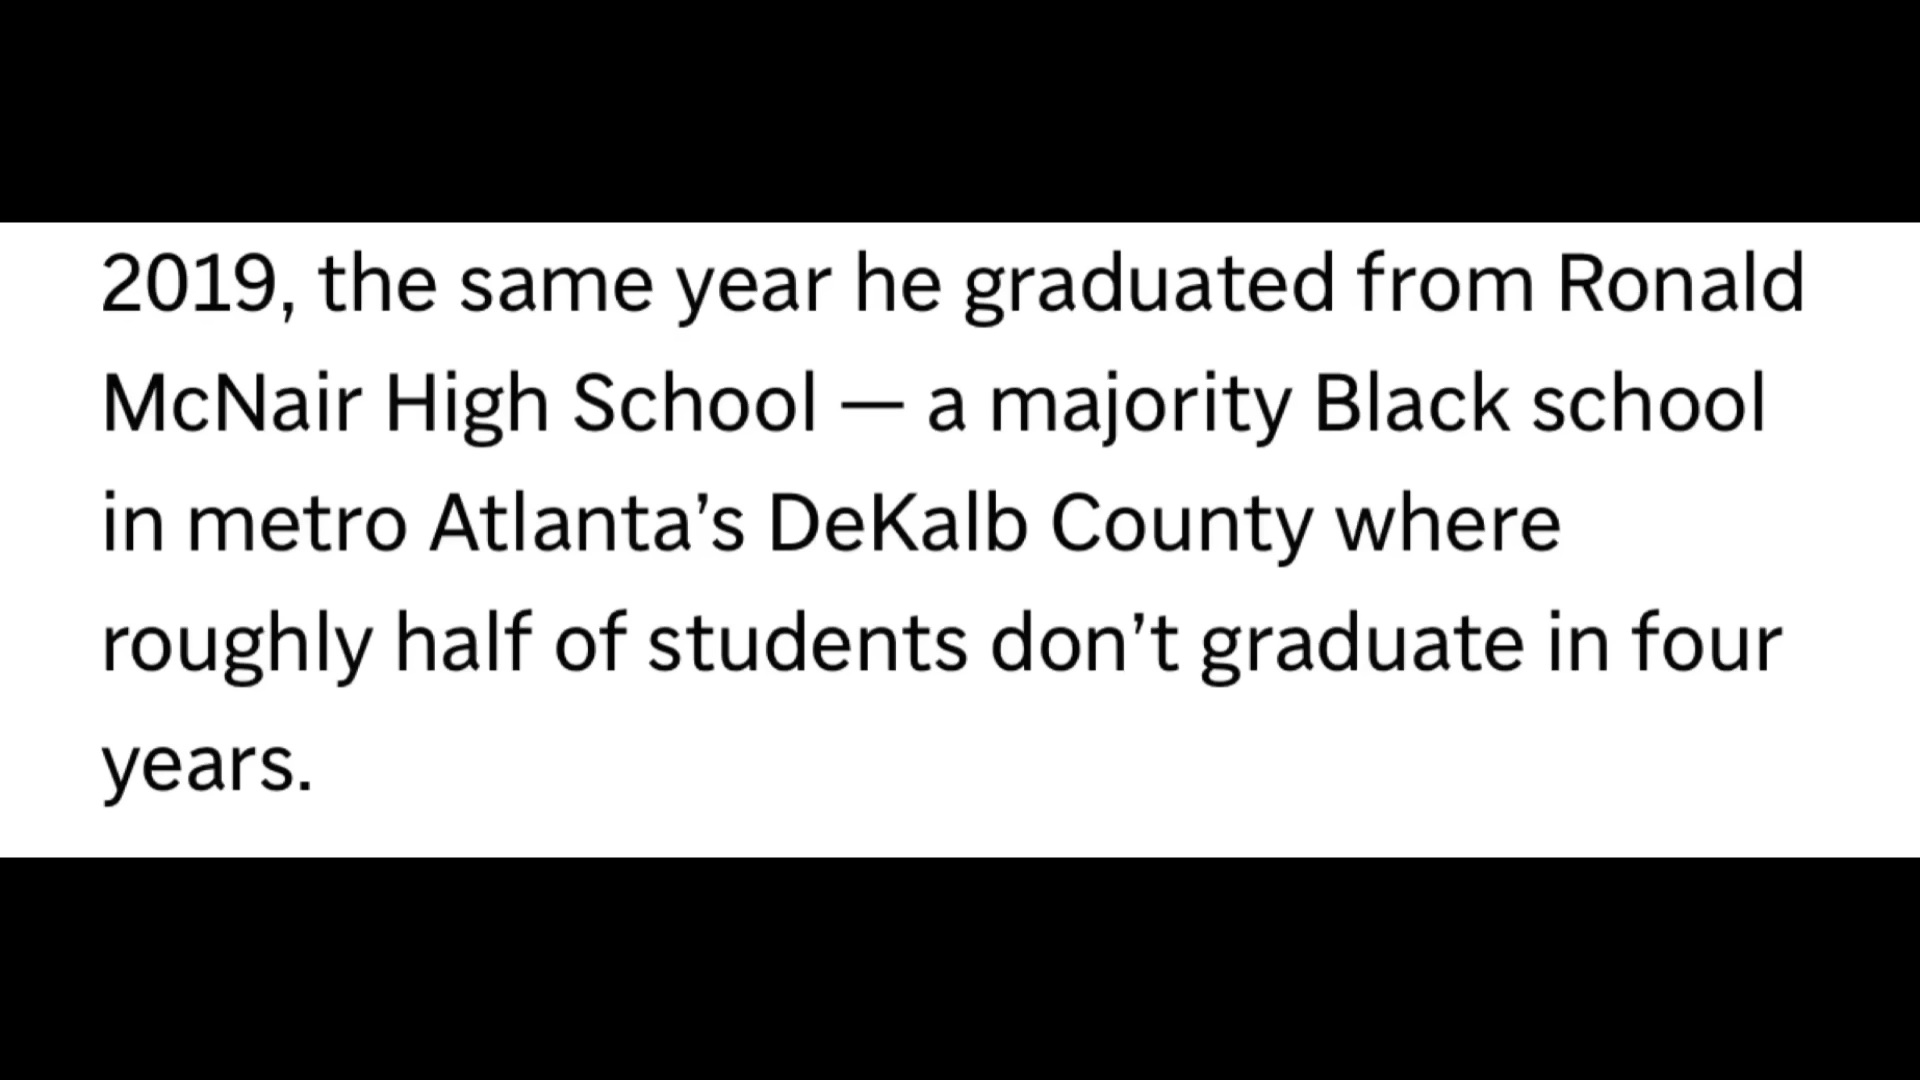 2019, the same year he graduated from Ronald
McNair High School — a majority Black school
in metro Atlanta’s DeKalb County where
roughly half of students don’t graduate in four
years.